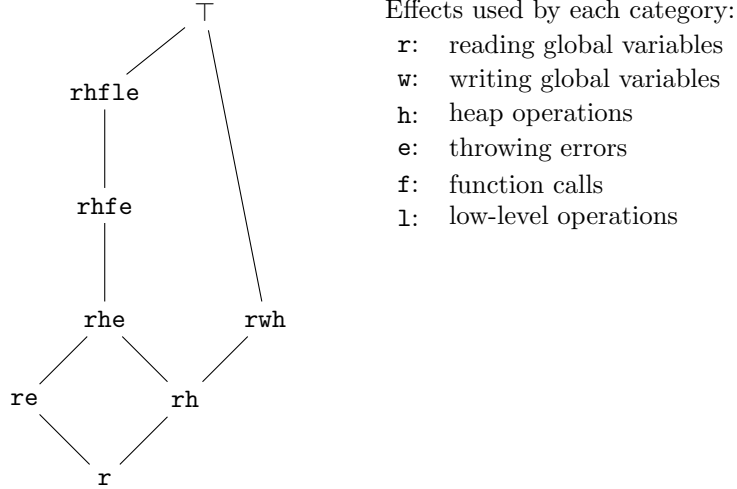 ⊤
rhfle
rhfe
rhe rwh
re rh
r
Effects used by each category:
r: reading global variables
w: writing global variables
h: heap operations
e: throwing errors
f: function calls
l: low-level operations